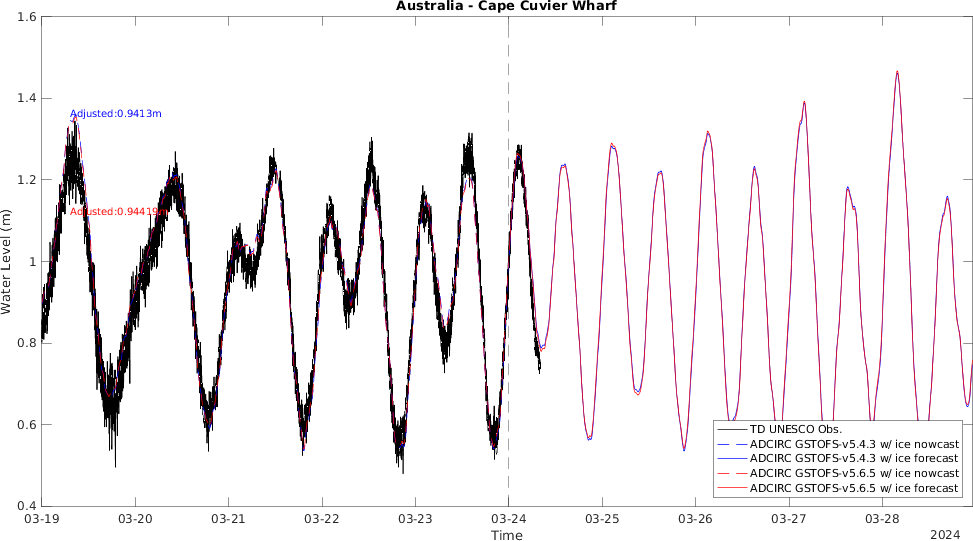 Australia - Cape Cuvier Wharf
1.6
1.4
Adjusted:0.9413m
1.2
Adjusted:0.94419m
Water Level (m)
1
0.8
0.6
TD UNESCO Obs.
ADCIRC GSTOFS-v5.4.3 w/ ice nowcast
ADCIRC GSTOFS-v5.4.3 w/ ice forecast
ADCIRC GSTOFS-v5.6.5 w/ ice nowcast
ADCIRC GSTOFS-v5.6.5 w/ ice forecast
0.4
03-19 03-20 03-21 03-22 03-23 03-24 03-25 03-26 03-27 03-28
Time
2024